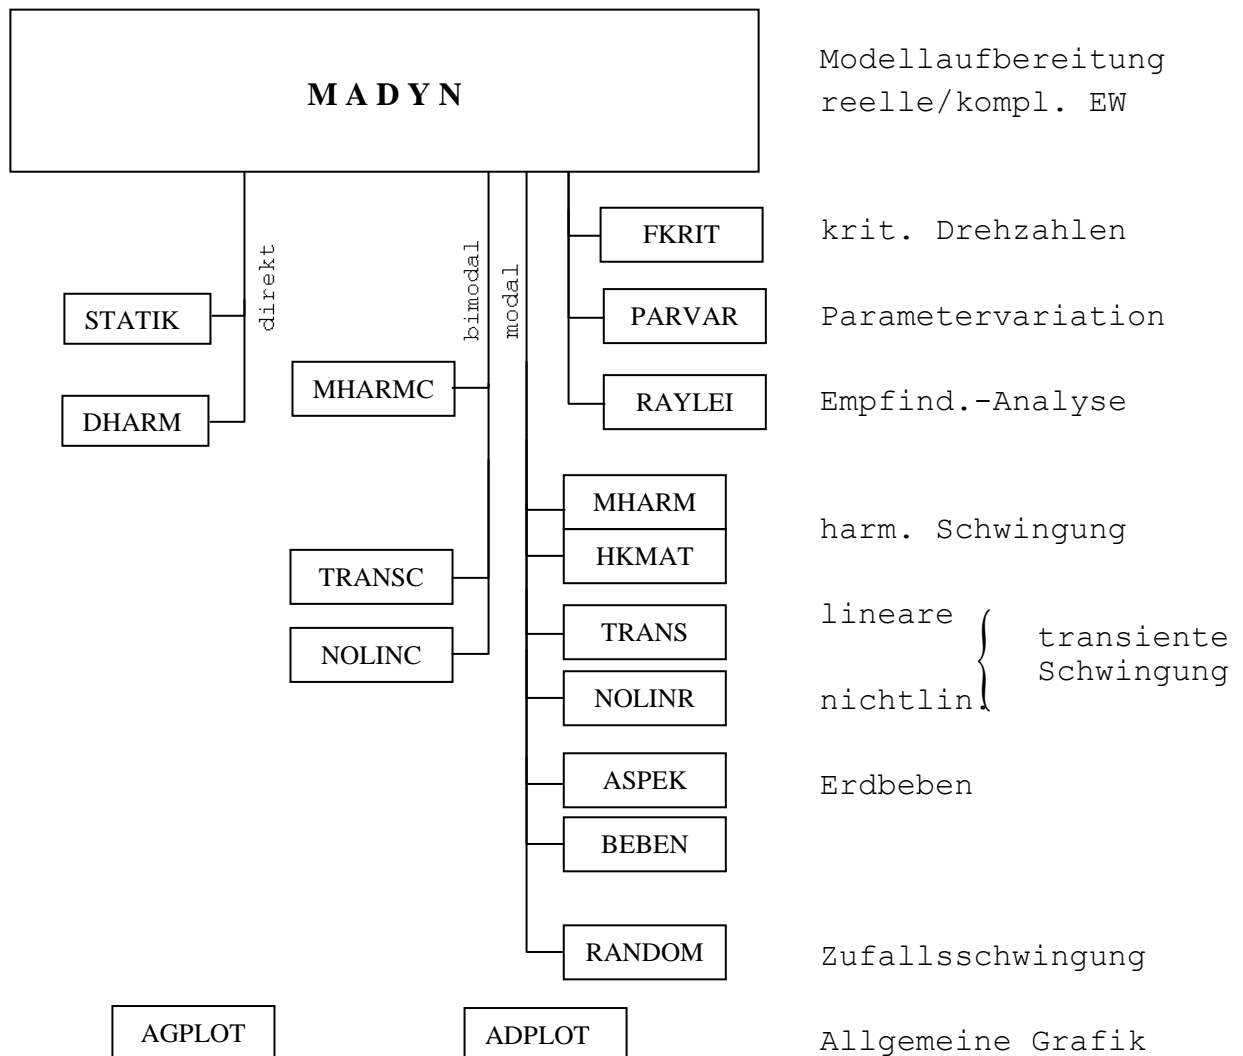 M A D Y N
Modellaufbereitung
reelle/kompl. EW
direkt
bimodal
modal
FKRIT
krit. Drehzahlen
STATIK
PARVAR
Parametervariation
DHARM
MHARMC
RAYLEI
Empfind.-Analyse
MHARM
HKMAT
harm. Schwingung
TRANSC
TRANS
lineare
transiente
Schwingung
NOLINC
NOLINR
nichtlin.
ASPEK
Erdbeben
BEBEN
RANDOM
Zufallsschwingung
AGPLOT
ADPLOT
Allgemeine Grafik